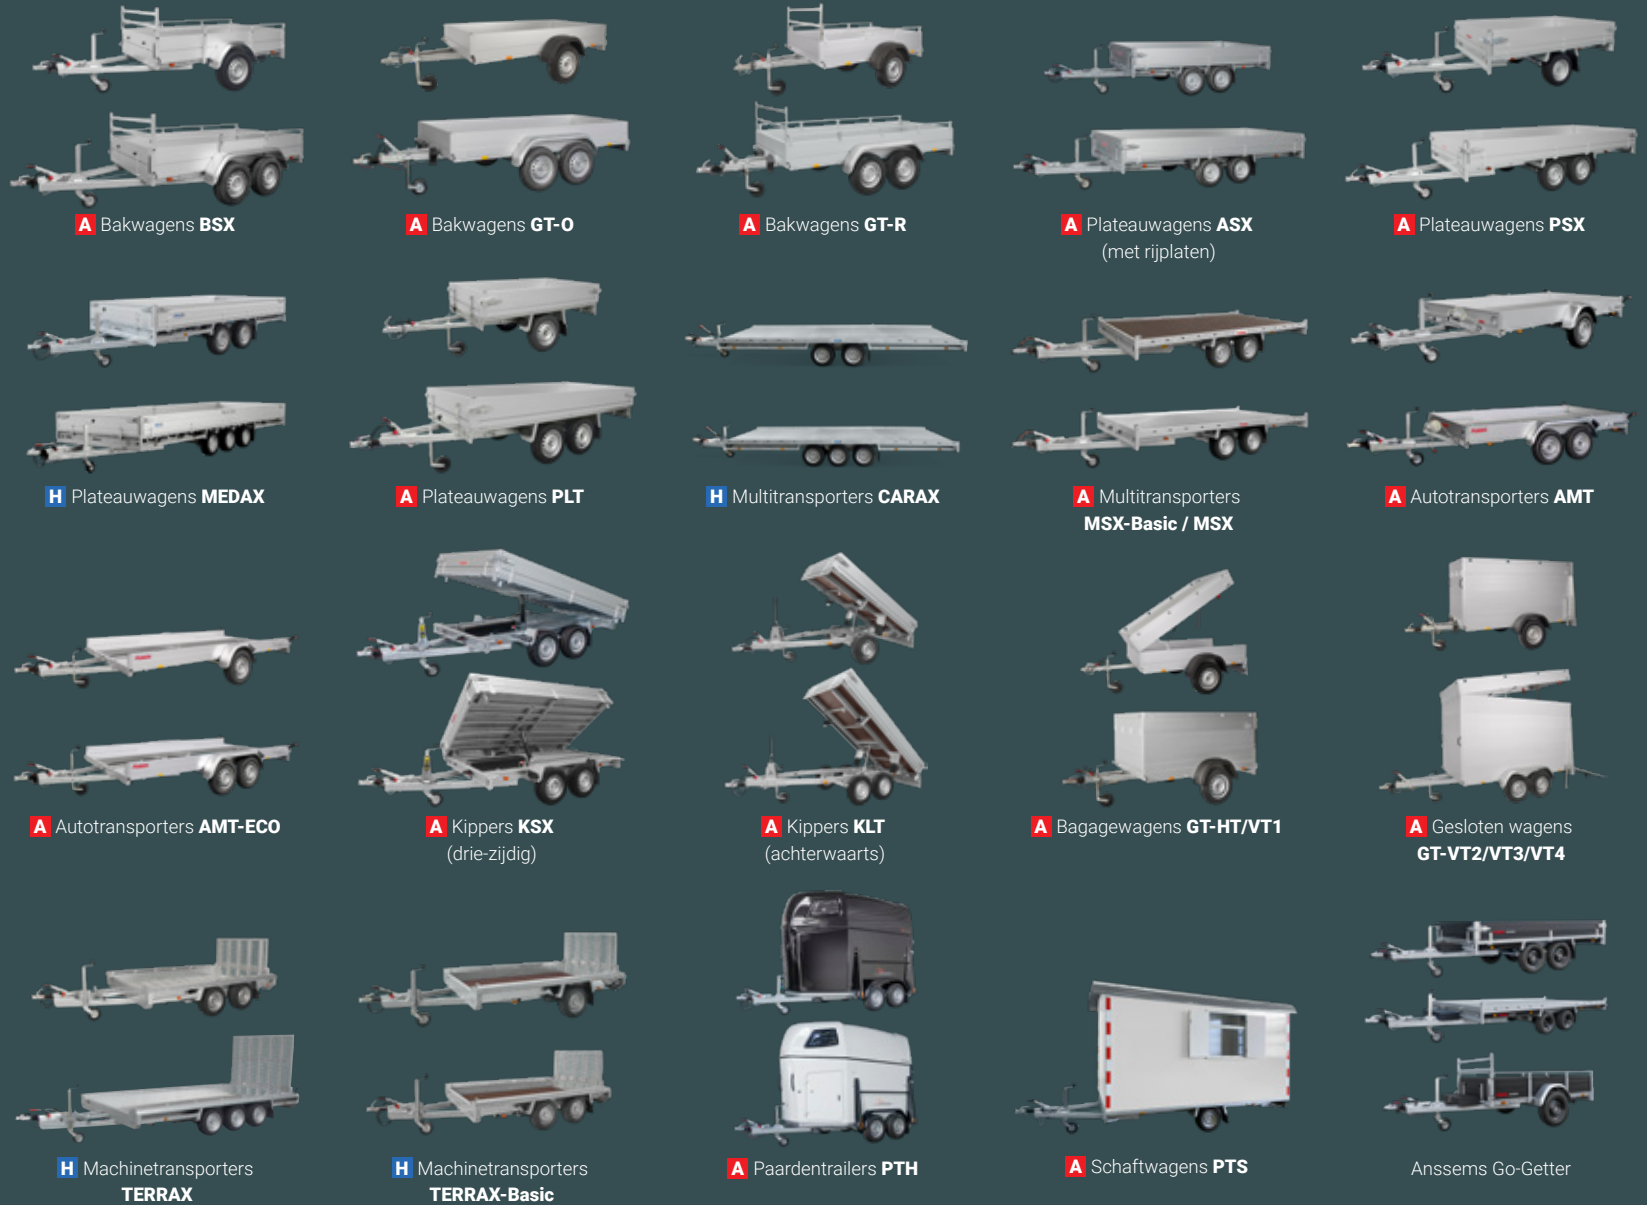 A Bakwagens BSX
A Bakwagens GT-O
A Bakwagens GT-R
A Plateauwagens ASX
(met rijplaten)
A Plateauwagens PSX
H Plateauwagens MEDAX
A Plateauwagens PLT
H Multitransporters CARAX
A Multitransporters
MSX-Basic / MSX
A Autotransporters AMT
A Autotransporters AMT-ECO
A Kippers KSX
(drie-zijdig)
A Kippers KLT
(achterwaarts)
A Bagagewagens GT-HT/VT1
A Gesloten wagens
GT-VT2/VT3/VT4
H Machinetransporters
TERRAX
H Machinetransporters
TERRAX-Basic
A Paardentrailers PTH
A Schaftwagens PTS
Anssems Go-Getter